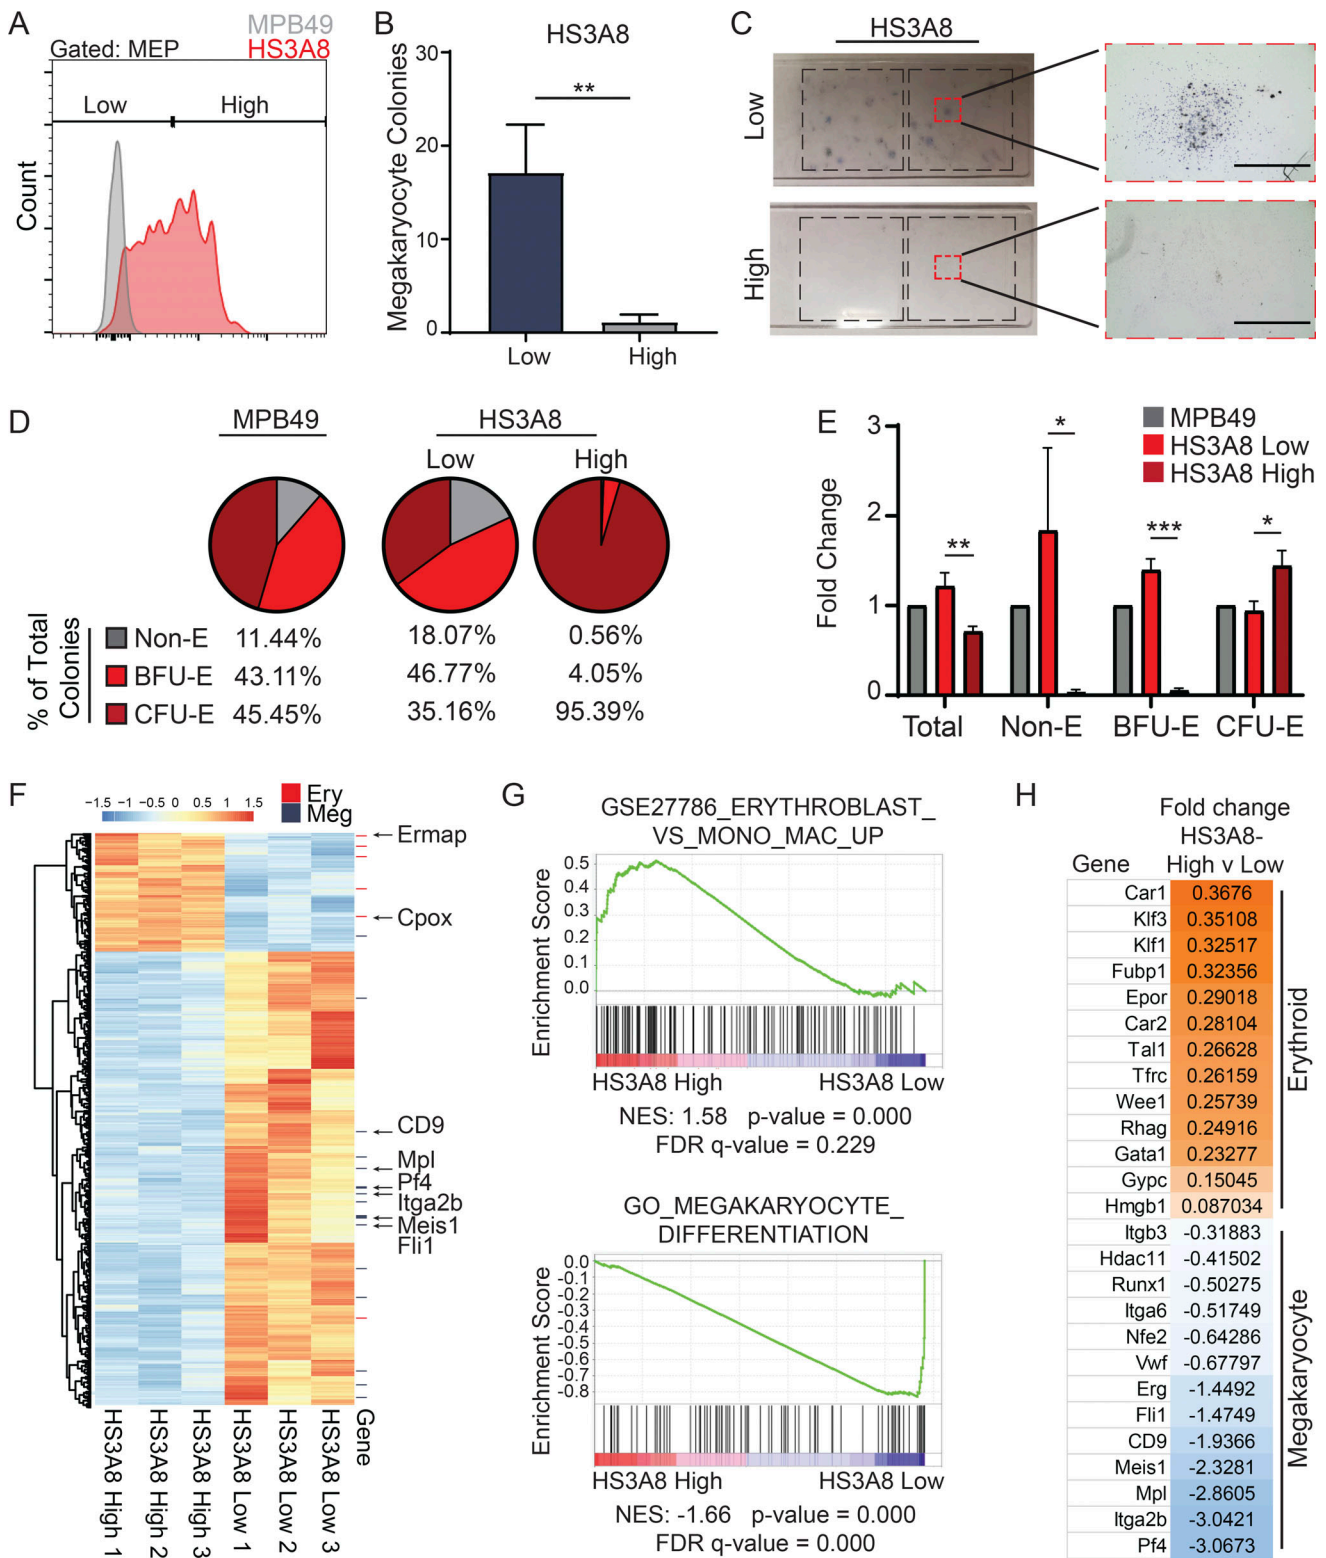 A
MPB49
Gated: MEP
HS3A8
Low
High
Count
B
HS3A8
Megakaryocyte Colonies
30
**
20
10
0
Low
High
C
HS3A8
Low
High
D
MPB49
HS3A8
Low
High
% of Total
Colonies
Non-E 11.44% 18.07% 0.56%
BFU-E 43.11% 46.77% 4.05%
CFU-E 45.45% 35.16% 95.39%
E
MPB49
HS3A8 Low
HS3A8 High
Fold Change
3
2
1
0
**
*
***
*
Total
Non-E
BFU-E
CFU-E
F
-1.5 -1 -0.5 0 0.5 1 1.5
Ery
Meg
Ermap
Cpox
CD9
Mpl
Pf4
Itga2b
Meis1
Fli1
HS3A8 High 1
HS3A8 High 2
HS3A8 High 3
HS3A8 Low 1
HS3A8 Low 2
HS3A8 Low 3
Gene
G
GSE27786_ERYTHROBLAST_
VS_MONO_MAC_UP
Enrichment Score
0.5
0.4
0.3
0.2
0.1
0.0
HS3A8 High
HS3A8 Low
NES: 1.58 p-value = 0.000
FDR q-value = 0.229
GO_MEGAKARYOCYTE_
DIFFERENTIATION
Enrichment Score
0.0
-0.1
-0.2
-0.3
-0.4
-0.5
-0.6
-0.7
-0.8
HS3A8 High
HS3A8 Low
NES: -1.66 p-value = 0.000
FDR q-value = 0.000
H
Fold change
HS3A8-
Gene High v Low
Car1 0.3676
Klf3 0.35108
Klf1 0.32517
Fubp1 0.32356
Epor 0.29018
Car2 0.28104
Tal1 0.26628
Tfrc 0.26159
Wee1 0.25739
Rhag 0.24916
Gata1 0.23277
Gypc 0.15045
Hmgb1 0.087034
Itgb3 -0.31883
Hdac11 -0.41502
Runx1 -0.50275
Itga6 -0.51749
Nfe2 -0.64286
Vwf -0.67797
Erg -1.4492
Fli1 -1.4749
CD9 -1.9366
Meis1 -2.3281
Mpl -2.8605
Itga2b -3.0421
Pf4 -3.0673
Erythroid
Megakaryocyte